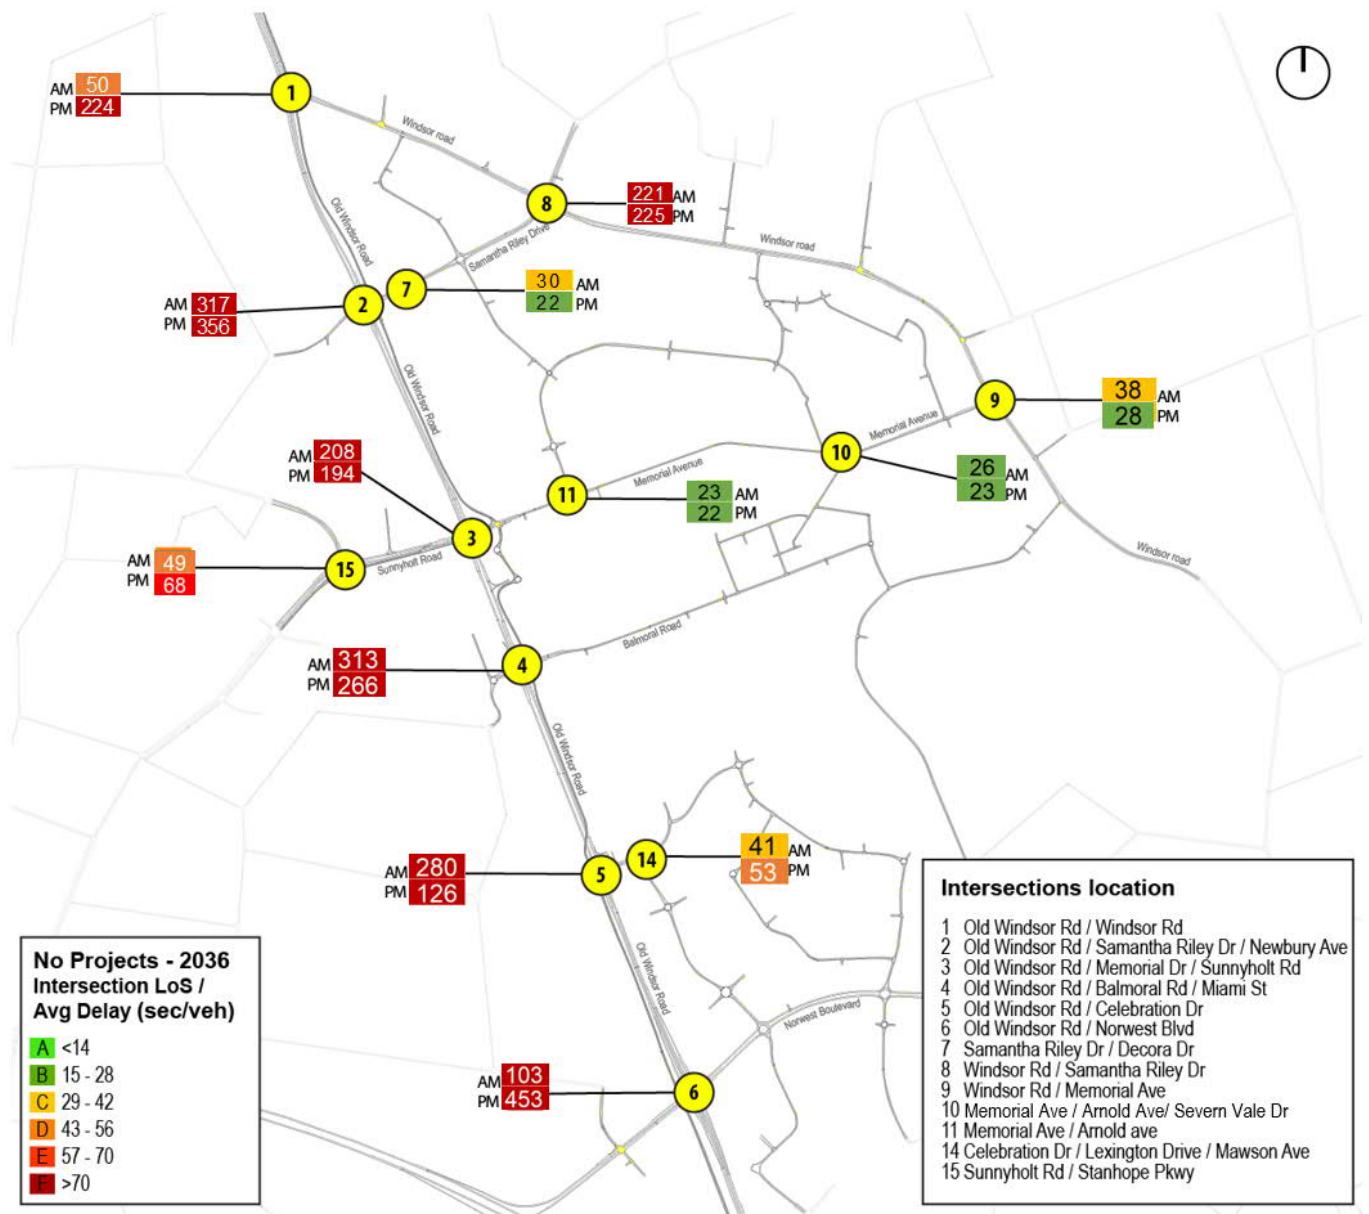 1
AM 50
PM 224
Windsor road
8
221 AM
225 PM
Old Windsor Road
Samantha Riley Drive
Windsor road
7
30 AM
22 PM
2
AM 317
PM 356
Old Windsor Road
9
38 AM
28 PM
Memorial Avenue
10
26 AM
23 PM
AM 208
PM 194
Memorial Avenue
11
23 AM
22 PM
3
Sunnyholt Road
15
AM 49
PM 68
Windsor road
Balmoral Road
4
AM 313
PM 266
Old Windsor Road
14
41 AM
53 PM
5
AM 280
PM 126
Old Windsor Road
Norwest Boulevard
6
AM 103
PM 453
No Projects - 2036
Intersection LoS /
Avg Delay (sec/veh)
A <14
B 15 - 28
C 29 - 42
D 43 - 56
E 57 - 70
F >70
Intersections location
1 Old Windsor Rd / Windsor Rd
2 Old Windsor Rd / Samantha Riley Dr / Newbury Ave
3 Old Windsor Rd / Memorial Dr / Sunnyholt Rd
4 Old Windsor Rd / Balmoral Rd / Miami St
5 Old Windsor Rd / Celebration Dr
6 Old Windsor Rd / Norwest Blvd
7 Samantha Riley Dr / Decora Dr
8 Windsor Rd / Samantha Riley Dr
9 Windsor Rd / Memorial Ave
10 Memorial Ave / Arnold Ave/ Severn Vale Dr
11 Memorial Ave / Arnold ave
14 Celebration Dr / Lexington Drive / Mawson Ave
15 Sunnyholt Rd / Stanhope Pkwy